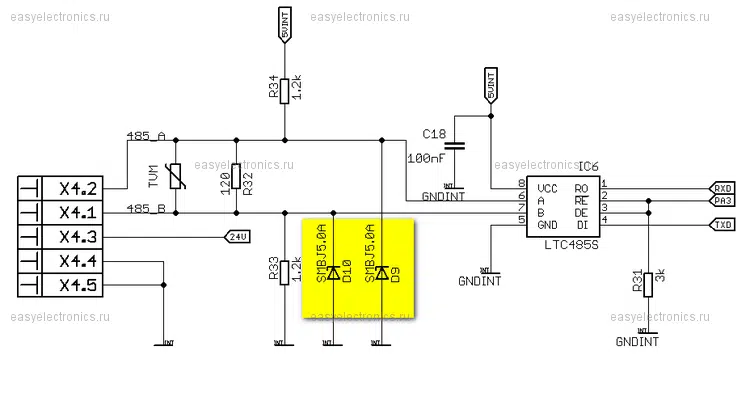 easyelectronics.ru
easyelectronics.ru
easyelectronics.ru
5VINT
R34
1.2k
5VINT
485_A
C18
100nF
GNDINT
IC6
easyelectronics.ru
easyelectronics.ru
TVM
120
R32
X4.2
X4.1
X4.3
X4.4
X4.5
485_B
24V
8 VCC RO 1 RXD
6 A RE 2 PA3
7 B DE 3
5 GND DI 4 TXD
LTC485S
GNDINT
R33
1.2k
SMBJ5.0A
D10
SMBJ5.0A
D9
R31
3k
easyelectronics.ru
easyelectronics.ru
easyelectronics.ru
GNDINT